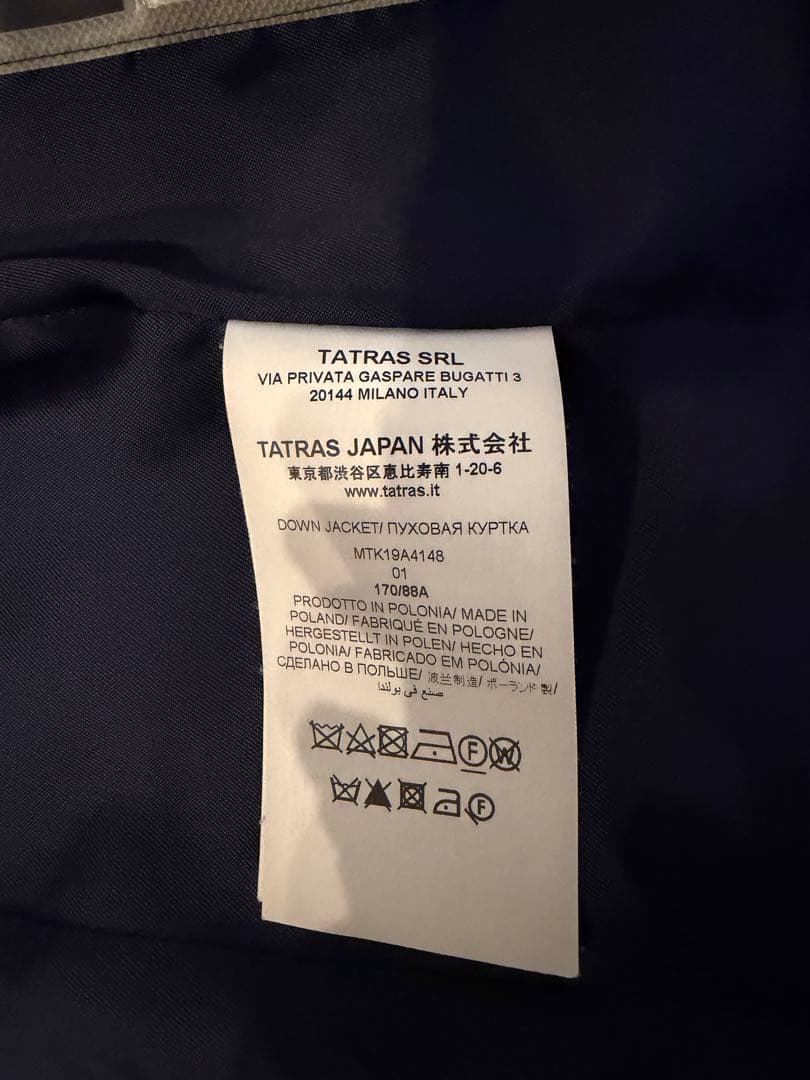 TATRAS SRL
VIA PRIVATA GASPARE BUGATTI 3
20144 MILANO ITALY
TATRAS JAPAN 株式会社
東京都渋谷区恵比寿南 1-20-6
www.tatras.it
DOWN JACKET/ ПУХОВАЯ КУРТКА
MTK19A4148
01
170/88A
PRODOTTO IN POLONIA/ MADE IN
POLAND/ FABRIQUÉ EN POLOGNE/
HERGESTELLT IN POLEN/ HECHO EN
POLONIA/ FABRICADO EM POLÓNIA/
СДЕЛАНО В ПОЛЬШЕ/ 波兰制造/ ポーランド 製/
صنع في بولندا
F W
F